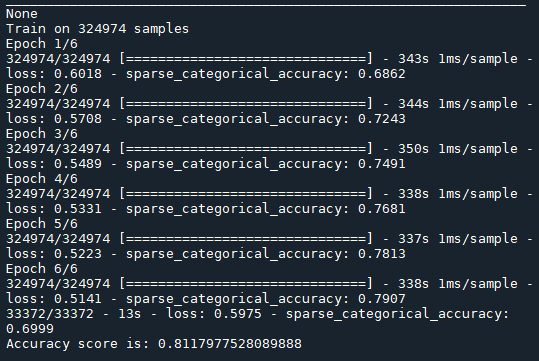 None
Train on 324974 samples
Epoch 1/6
324974/324974 [==============================] - 343s 1ms/sample -
loss: 0.6018 - sparse_categorical_accuracy: 0.6862
Epoch 2/6
324974/324974 [==============================] - 344s 1ms/sample -
loss: 0.5708 - sparse_categorical_accuracy: 0.7243
Epoch 3/6
324974/324974 [==============================] - 350s 1ms/sample -
loss: 0.5489 - sparse_categorical_accuracy: 0.7491
Epoch 4/6
324974/324974 [==============================] - 338s 1ms/sample -
loss: 0.5331 - sparse_categorical_accuracy: 0.7681
Epoch 5/6
324974/324974 [==============================] - 337s 1ms/sample -
loss: 0.5223 - sparse_categorical_accuracy: 0.7813
Epoch 6/6
324974/324974 [==============================] - 338s 1ms/sample -
loss: 0.5141 - sparse_categorical_accuracy: 0.7907
33372/33372 - 13s - loss: 0.5975 - sparse_categorical_accuracy:
0.6999
Accuracy score is: 0.8117977528089888